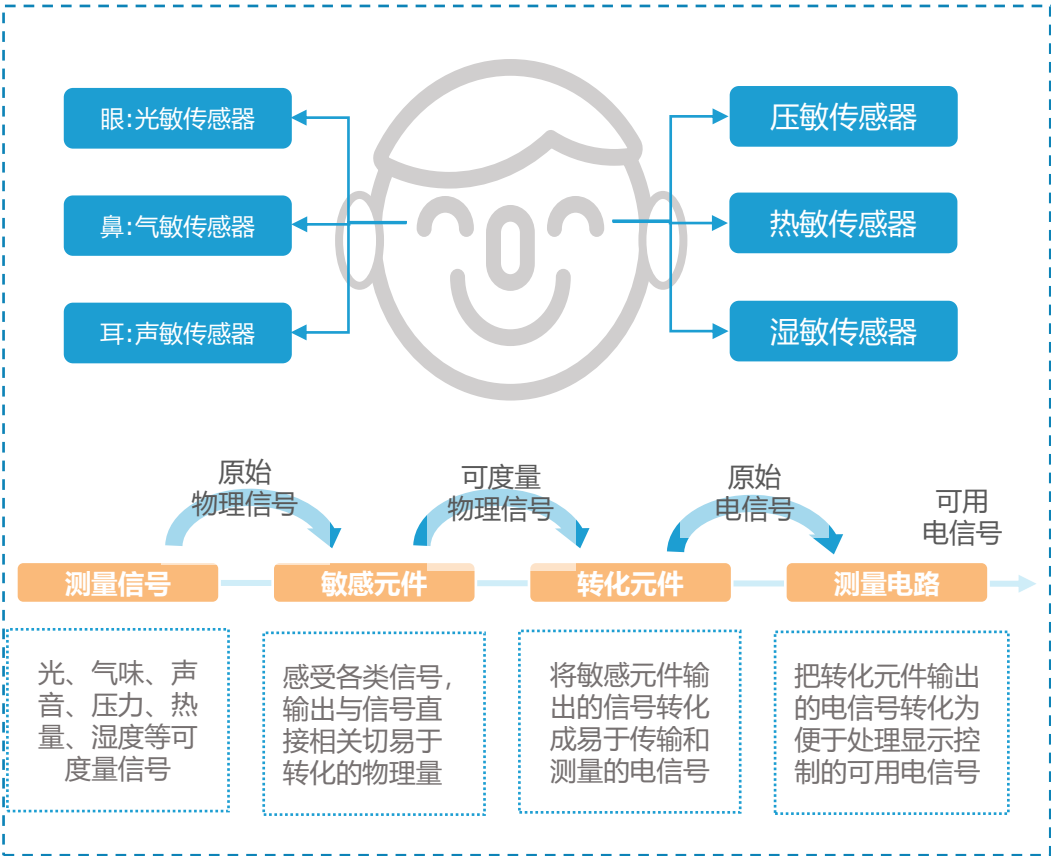 眼:光敏传感器
鼻:气敏传感器
耳:声敏传感器
压敏传感器
热敏传感器
湿敏传感器
原始
物理信号
可度量
物理信号
原始
电信号
可用
电信号
测量信号
敏感元件
转化元件
测量电路
光、气味、声
音、压力、热
量、湿度等可
度量信号
感受各类信号，
输出与信号直
接相关切易于
转化的物理量
将敏感元件输
出的信号转化
成易于传输和
测量的电信号
把转化元件输出
的电信号转化为
便于处理显示控
制的可用电信号